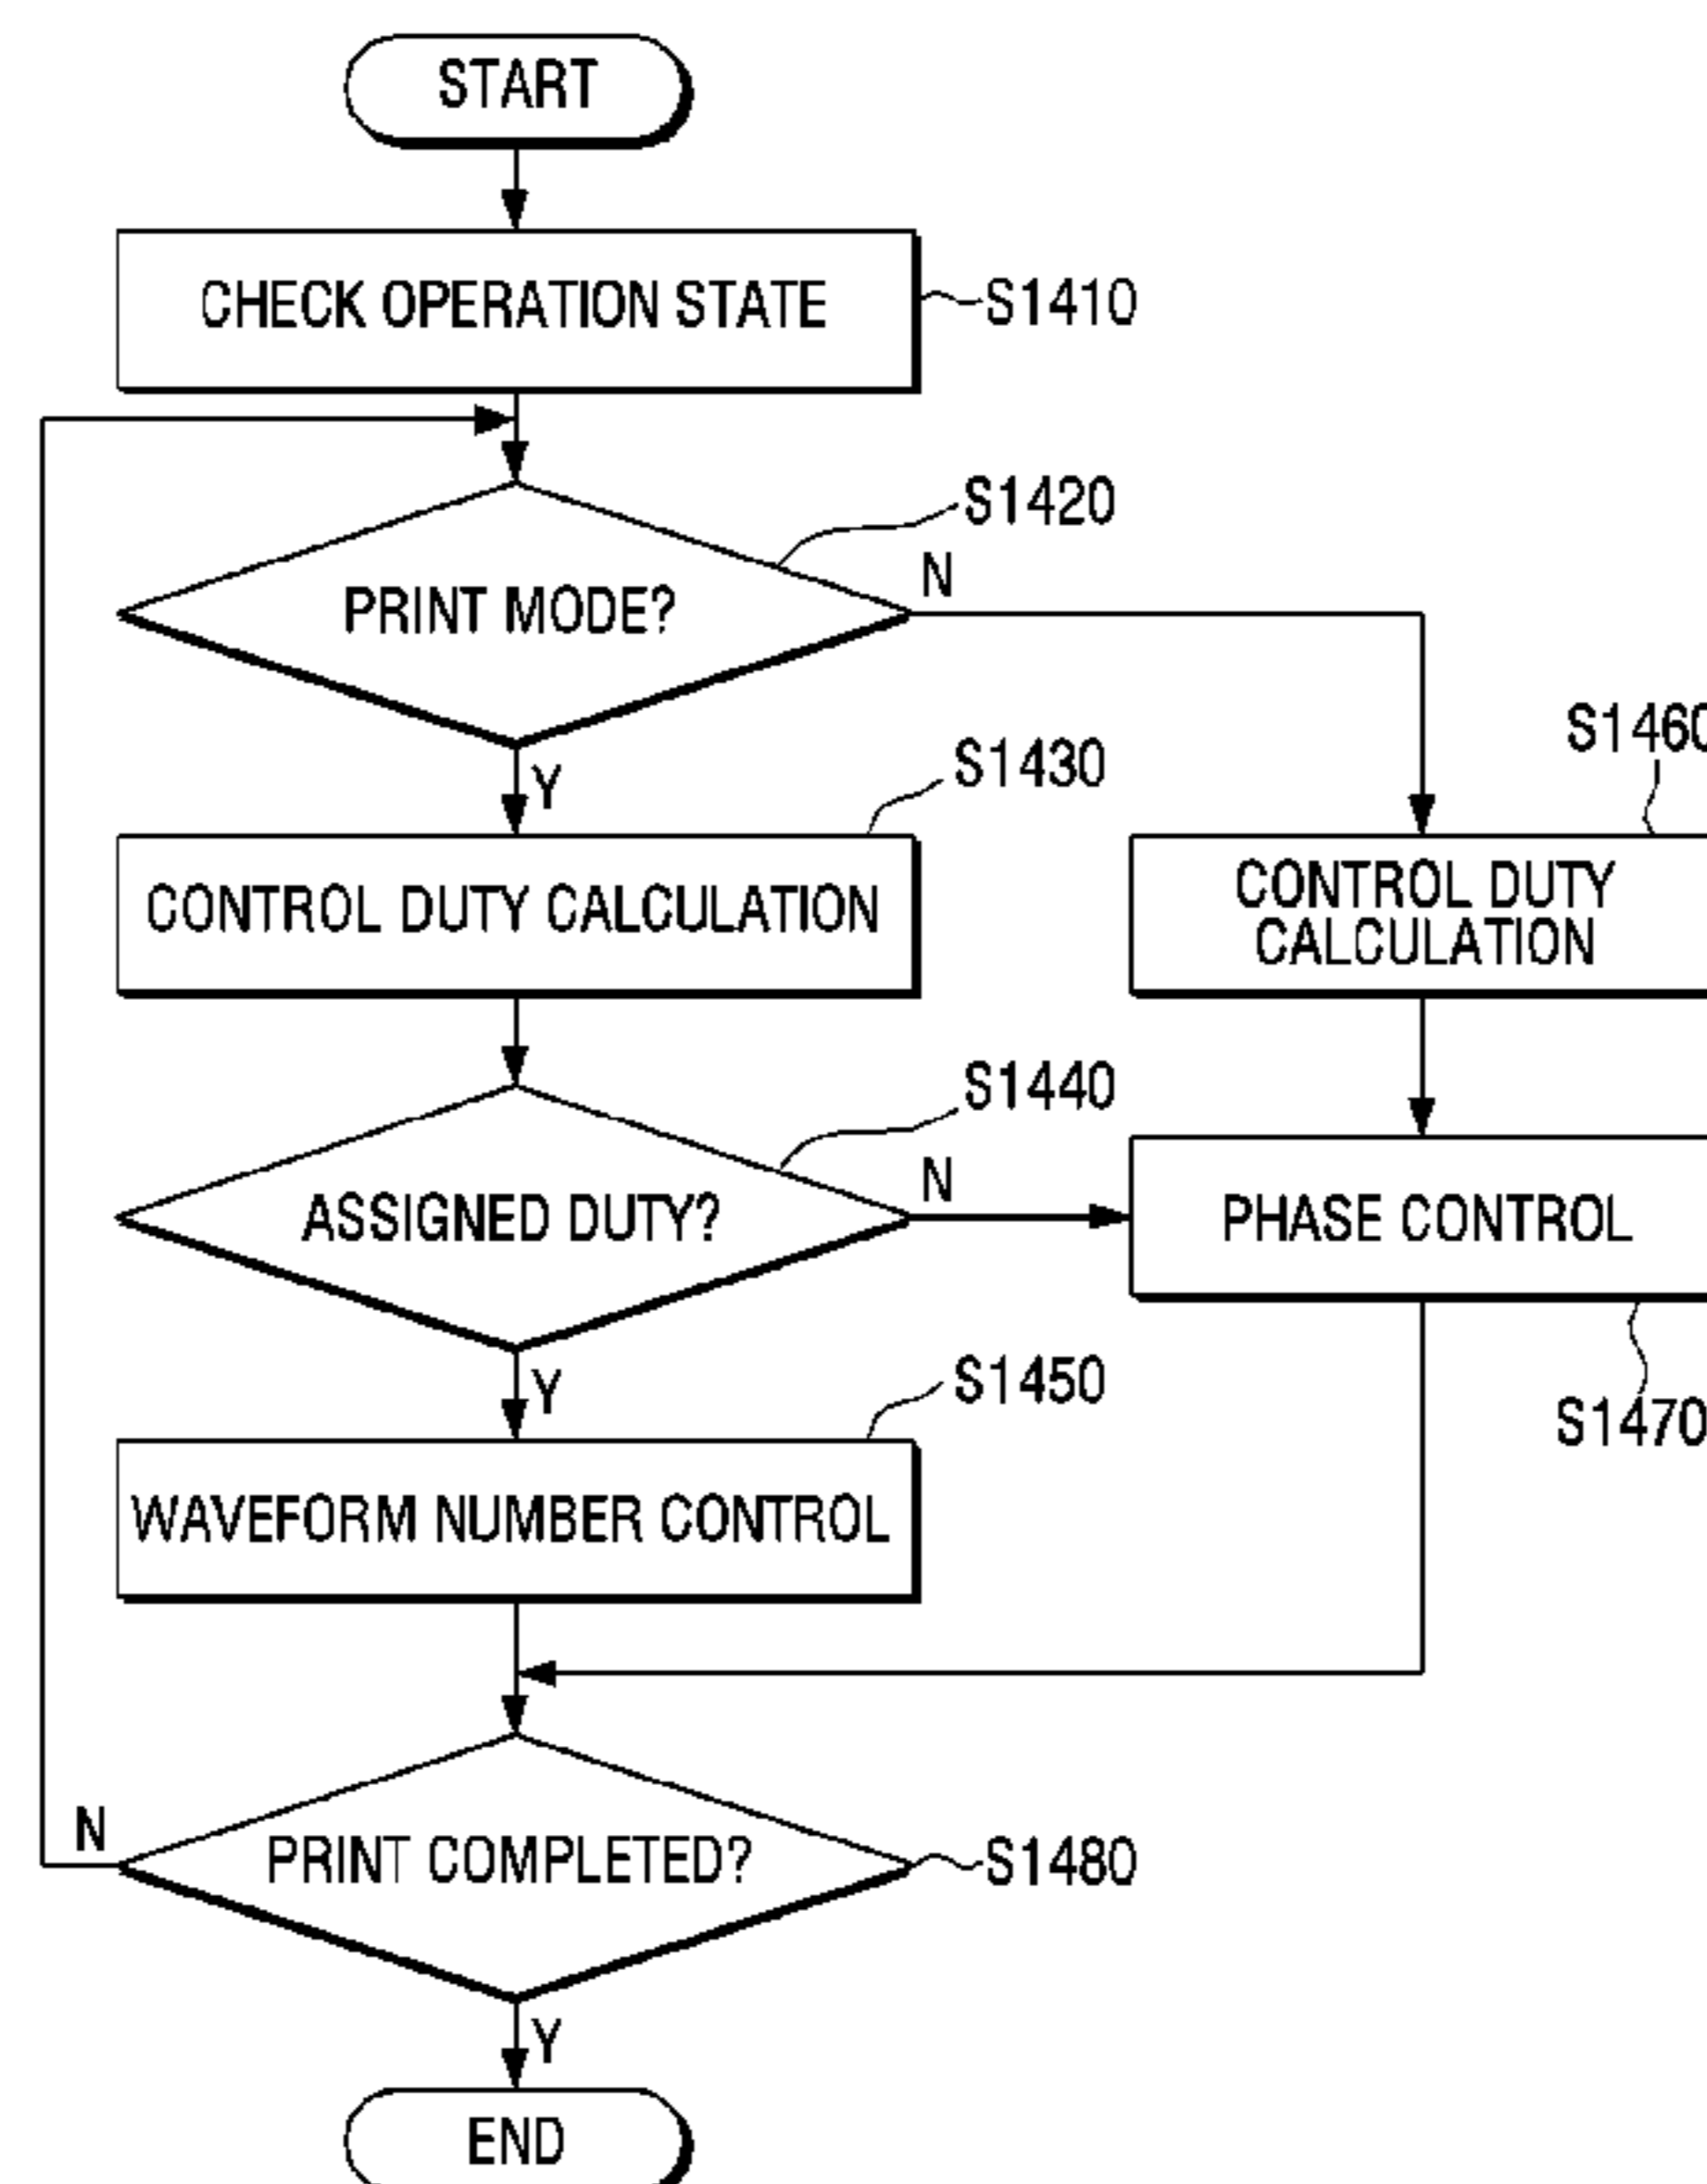 START
CHECK OPERATION STATE
S1410
S1420
PRINT MODE?
N
Y
S1430
CONTROL DUTY CALCULATION
S1460
CONTROL DUTY
CALCULATION
S1440
ASSIGNED DUTY?
N
PHASE CONTROL
S1470
Y
S1450
WAVEFORM NUMBER CONTROL
N
PRINT COMPLETED?
S1480
Y
END